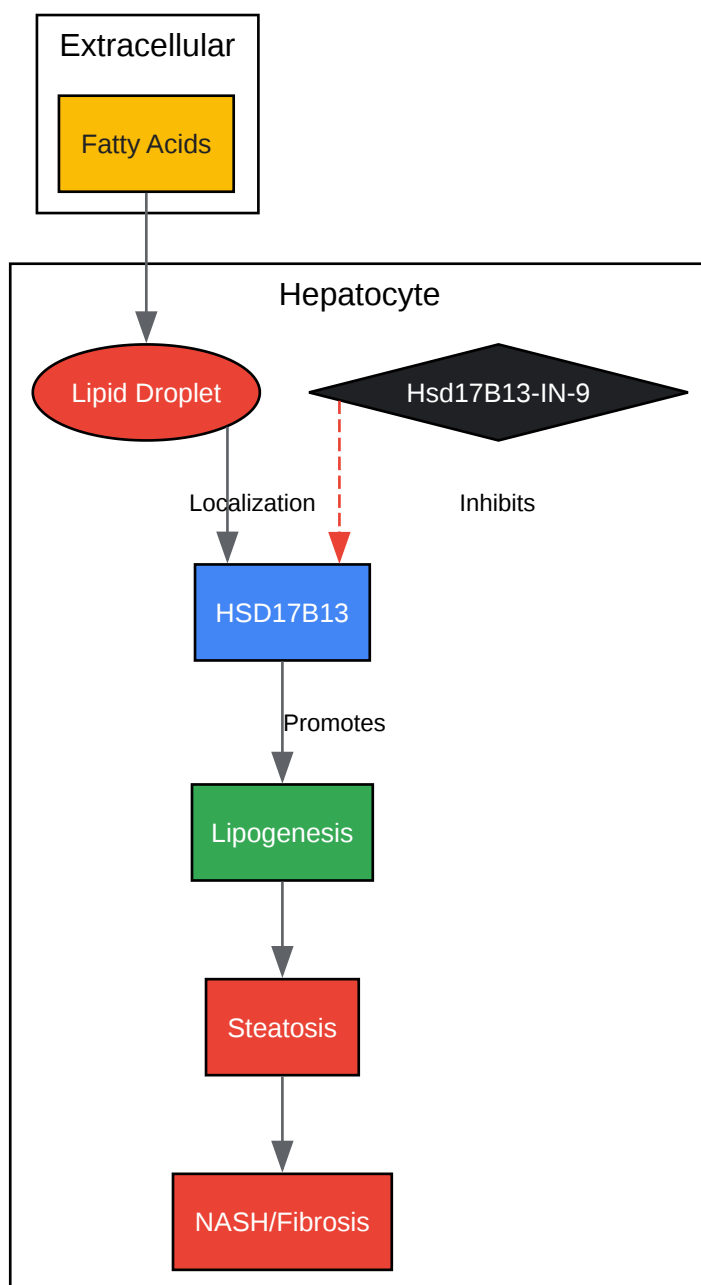 Extracellular
Fatty Acids
Hepatocyte
Lipid Droplet
Hsd17B13-IN-9
Localization
Inhibits
HSD17B13
Promotes
Lipogenesis
Steatosis
NASH/Fibrosis